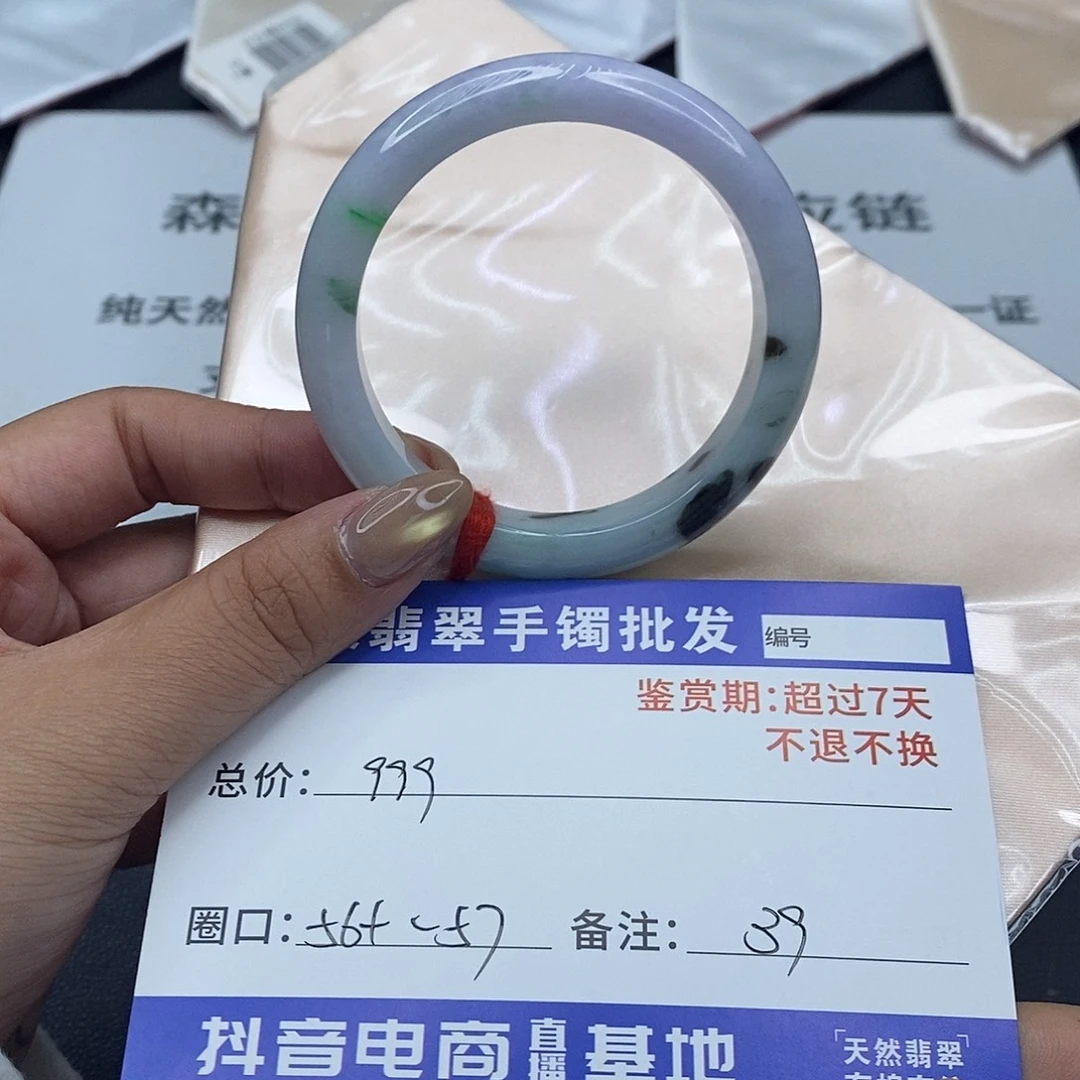 森 应链
纯天然 一证
翡翠手镯批发 编号
鉴赏期:超过7天
不退不换
总价: 999
圈口: 56+~57 备注: 39
抖音电商直播基地 「天然翡翠」